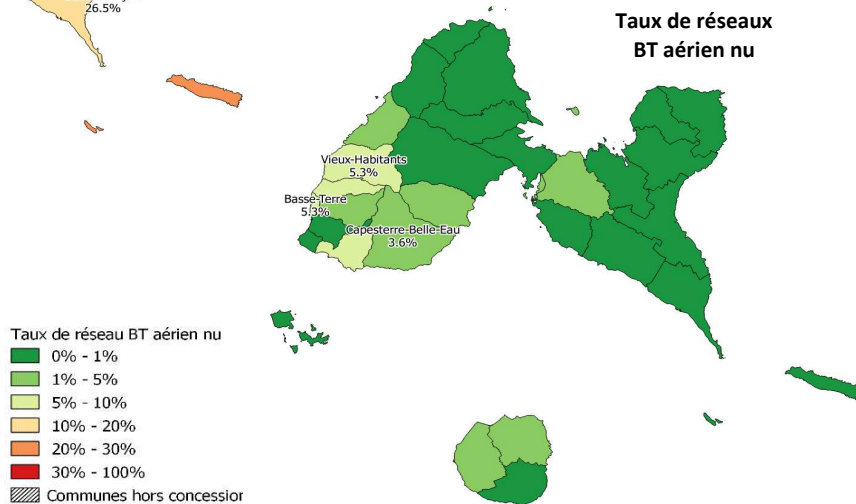 26.5%
Taux de réseaux
BT aérien nu
Vieux-Habitants
5.3%
Basse-Terre
5.3%
Capesterre-Belle-Eau
3.6%
Taux de réseau BT aérien nu
0% - 1%
1% - 5%
5% - 10%
10% - 20%
20% - 30%
30% - 100%
Communes hors concession